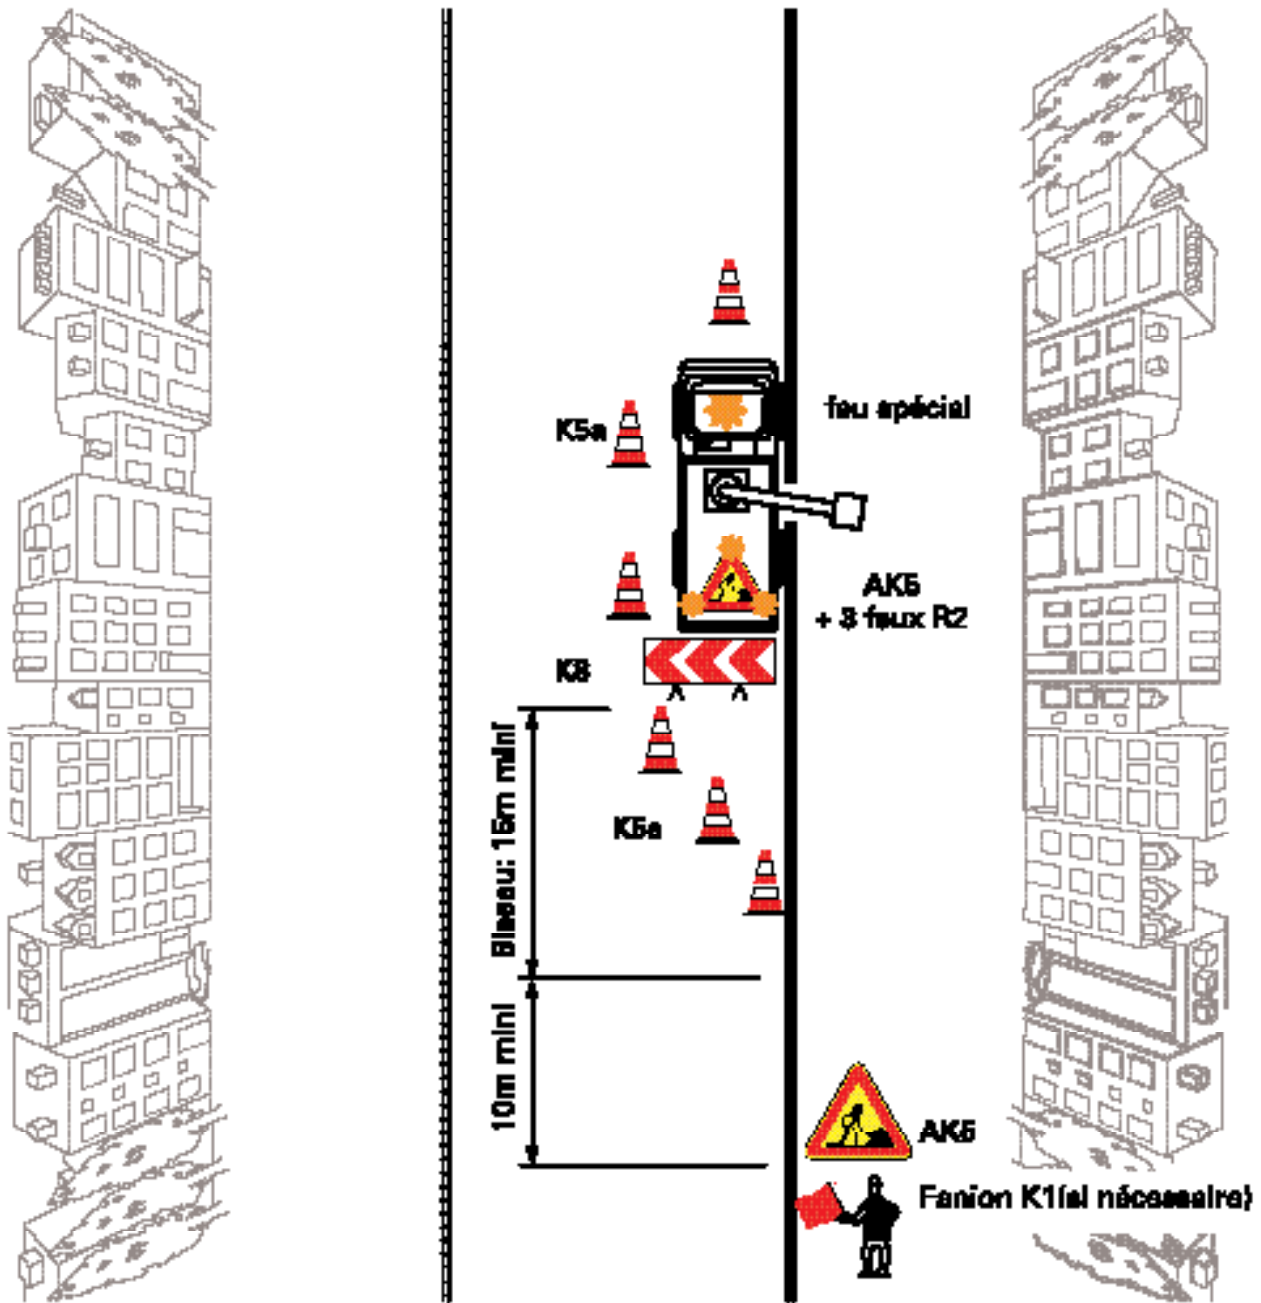 feu spécial
K5a
AK5
+ 3 feux R2
K8
Biseau: 15m mini
K5a
10m mini
AK5
Fanion K1(si nécessaire)